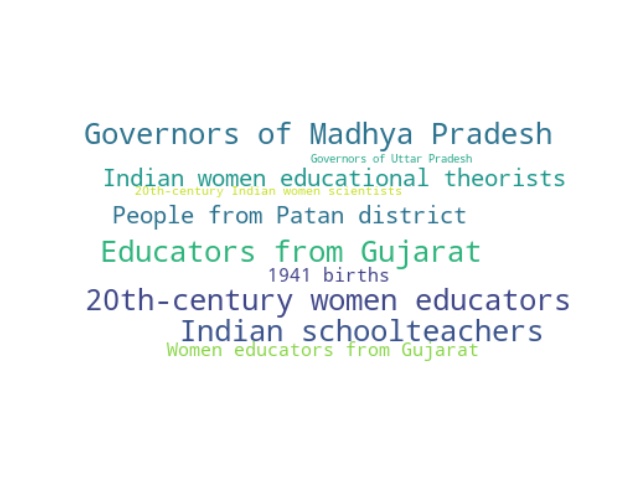 Governors of Madhya Pradesh
Governors of Uttar Pradesh
Indian women educational theorists
20th-century Indian women scientists
People from Patan district
Educators from Gujarat
1941 births
20th-century women educators
Indian schoolteachers
Women educators from Gujarat